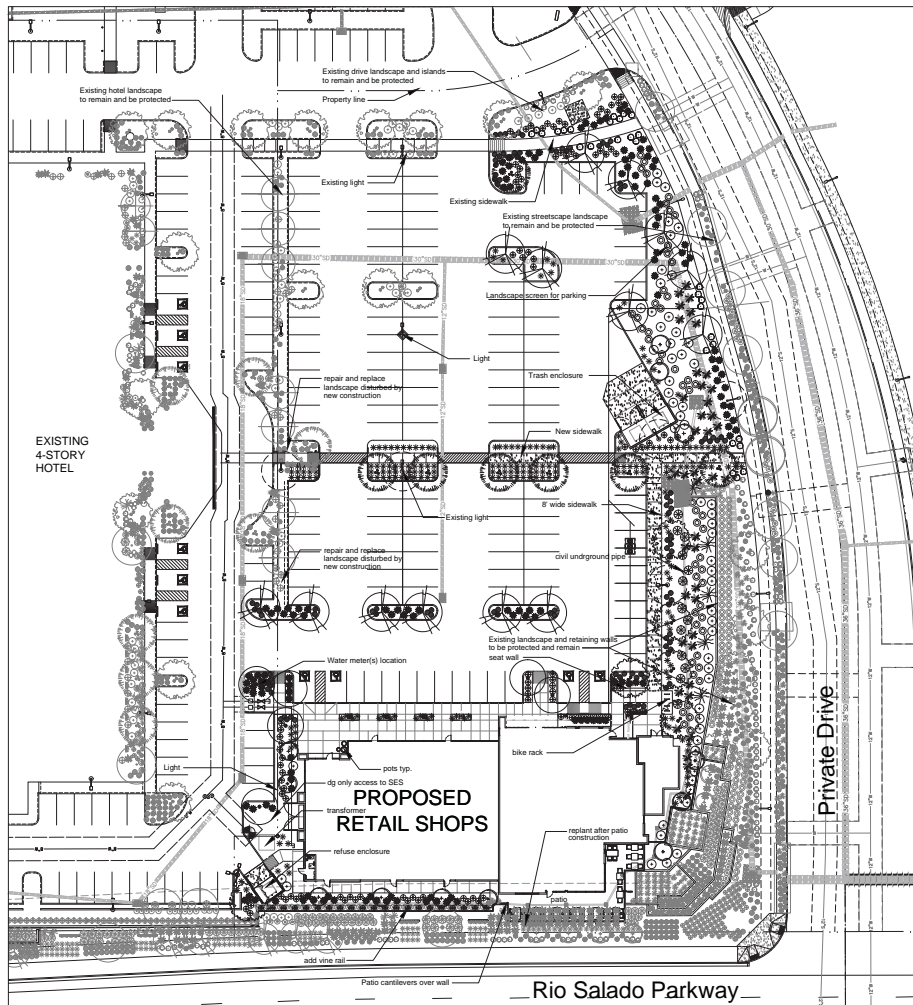 Existing drive landscape and islands
to remain and be protected
Existing hotel landscape
to remain and be protected
Property line
Existing light
Existing sidewalk
Existing streetscape landscape
to remain and be protected
30"SD
30"SD
Landscape screen for parking
Light
Trash enclosure
repair and replace
landscape disturbed by
new construction
EXISTING
4-STORY
HOTEL
New sidewalk
Existing light
8' wide sidewalk
civil undrground pipe
repair and replace
landscape disturbed by
new construction
Existing landscape and retaining walls
to be protected and remain
seat wall
Water meter(s) location
bike rack
Light
pots typ.
dg only access to SES
PROPOSED
RETAIL SHOPS
transformer
refuse enclosure
replant after patio
construction
patio
add vine rail
Patio cantilevers over wall
Private Drive
Rio Salado Parkway